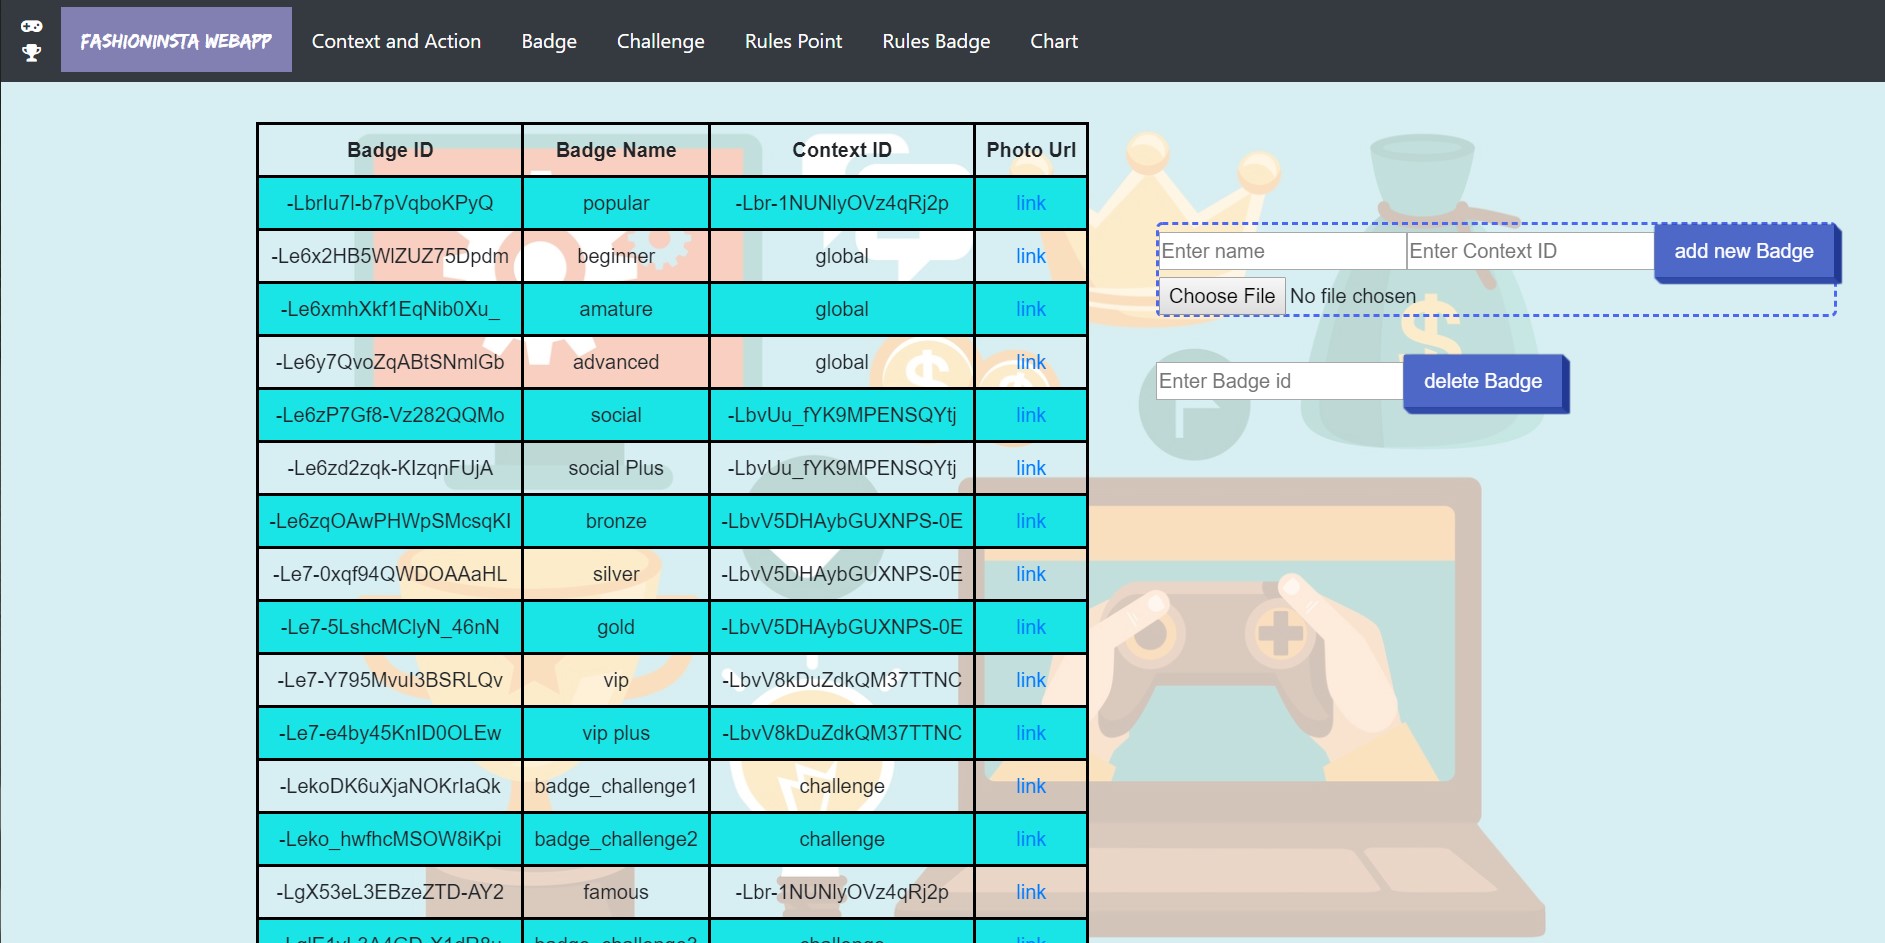 FASHIONINSTA WEBAPP Context and Action Badge Challenge Rules Point Rules Badge Chart
Badge ID Badge Name Context ID Photo Url
-LbrIu7l-b7pVqboKPyQ popular -Lbr-1NUNlyOVz4qRj2p link
-Le6x2HB5WlZUZ75Dpdm beginner global link
-Le6xmhXkf1EqNib0Xu_ amature global link
-Le6y7QvoZqABtSNmlGb advanced global link
-Le6zP7Gf8-Vz282QQMo social -LbvUu_fYK9MPENSQYtj link
-Le6zd2zqk-KIzqnFUjA social Plus -LbvUu_fYK9MPENSQYtj link
-Le6zqOAwPHWpSMcsqKI bronze -LbvV5DHAybGUXNPS-0E link
-Le7-0xqf94QWDOAAaHL silver -LbvV5DHAybGUXNPS-0E link
-Le7-5LshcMClyN_46nN gold -LbvV5DHAybGUXNPS-0E link
-Le7-Y795MvuI3BSRLQv vip -LbvV8kDuZdkQM37TTNC link
-Le7-e4by45KnID0OLEw vip plus -LbvV8kDuZdkQM37TTNC link
-LekoDK6uXjaNOKrIaQk badge_challenge1 challenge link
-Leko_hwfhcMSOW8iKpi badge_challenge2 challenge link
-LgX53eL3EBzeZTD-AY2 famous -Lbr-1NUNlyOVz4qRj2p link
badge_challenge3 challenge link
Enter name Enter Context ID add new Badge
Choose File No file chosen
Enter Badge id delete Badge